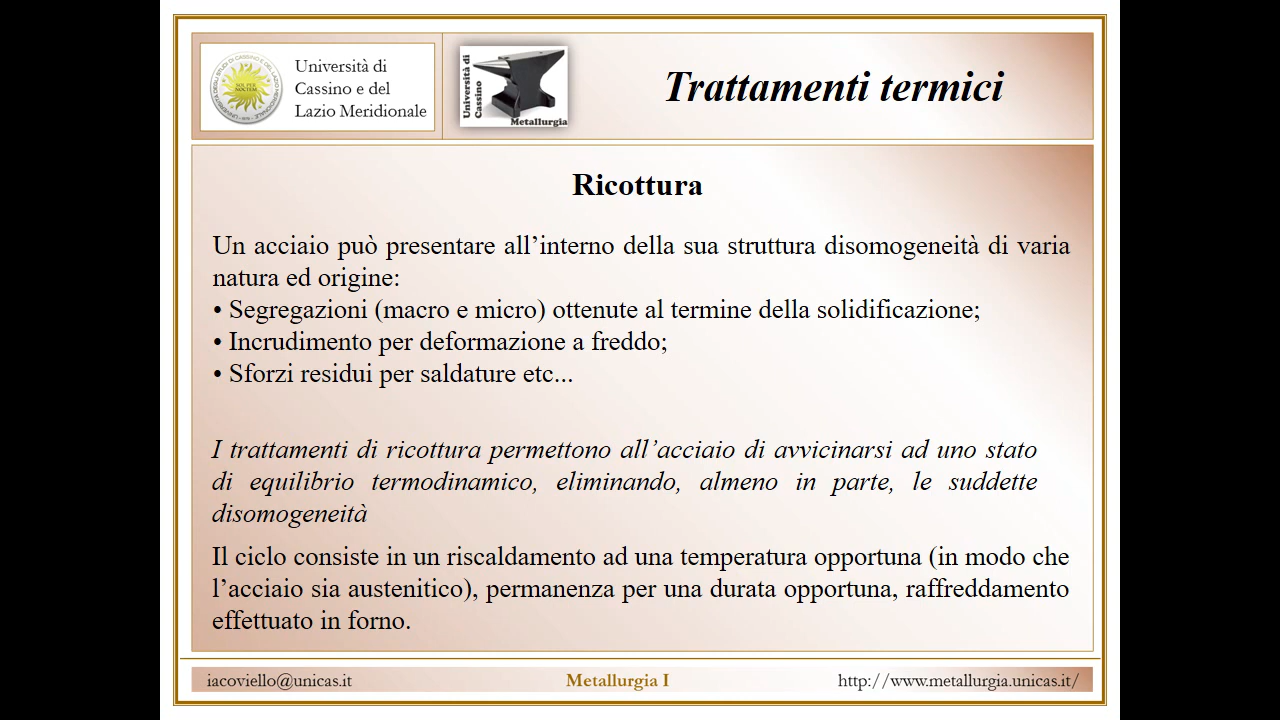 Università di
Cassino e del
Lazio Meridionale
Università di
Cassino
Metallurgia
Trattamenti termici
Ricottura
Un acciaio può presentare all’interno della sua struttura disomogeneità di varia
natura ed origine:
• Segregazioni (macro e micro) ottenute al termine della solidificazione;
• Incrudimento per deformazione a freddo;
• Sforzi residui per saldature etc...
I trattamenti di ricottura permettono all’acciaio di avvicinarsi ad uno stato
di equilibrio termodinamico, eliminando, almeno in parte, le suddette
disomogeneità
Il ciclo consiste in un riscaldamento ad una temperatura opportuna (in modo che
l’acciaio sia austenitico), permanenza per una durata opportuna, raffreddamento
effettuato in forno.
iacoviello@unicas.it
Metallurgia I
http://www.metallurgia.unicas.it/